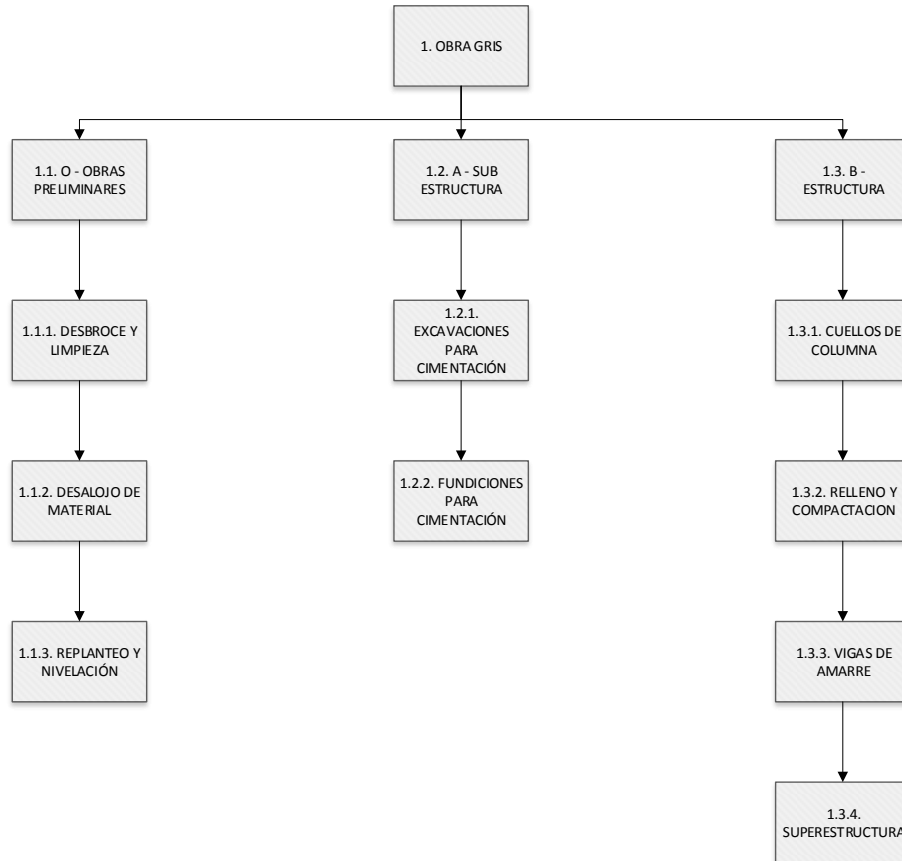 1. OBRA GRIS
1.1. O - OBRAS
PRELIMINARES
1.2. A - SUB
ESTRUCTURA
1.3. B -
ESTRUCTURA
1.1.1. DESBROCE Y
LIMPIEZA
1.2.1.
EXCAVACIONES
PARA
CIMENTACIÓN
1.3.1. CUELLOS DE
COLUMNA
1.1.2. DESALOJO DE
MATERIAL
1.2.2. FUNDICIONES
PARA
CIMENTACIÓN
1.3.2. RELLENO Y
COMPACTACION
1.1.3. REPLANTEO Y
NIVELACIÓN
1.3.3. VIGAS DE
AMARRE
1.3.4.
SUPERESTRUCTURA